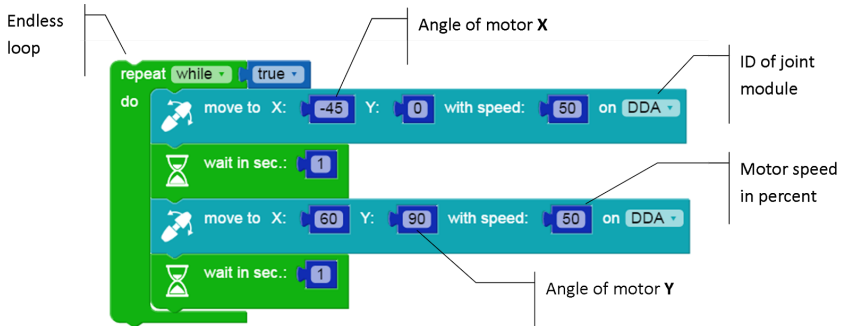 Endless
loop
Angle of motor X
ID of joint
module
repeat while true
do
move to X: -45 Y: 0 with speed: 50 on DDA
wait in sec.: 1
Motor speed
in percent
move to X: 60 Y: 90 with speed: 50 on DDA
wait in sec.: 1
Angle of motor Y